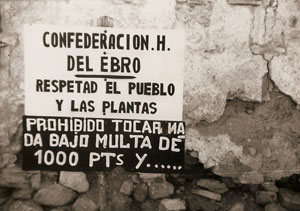 CONFEDERACION.H.
DEL EBRO
RESPETAD EL PUEBLO
Y LAS PLANTAS
PROHIBIDO TOCAR NA
DA BAJO MULTA DE
1000 PTS Y......